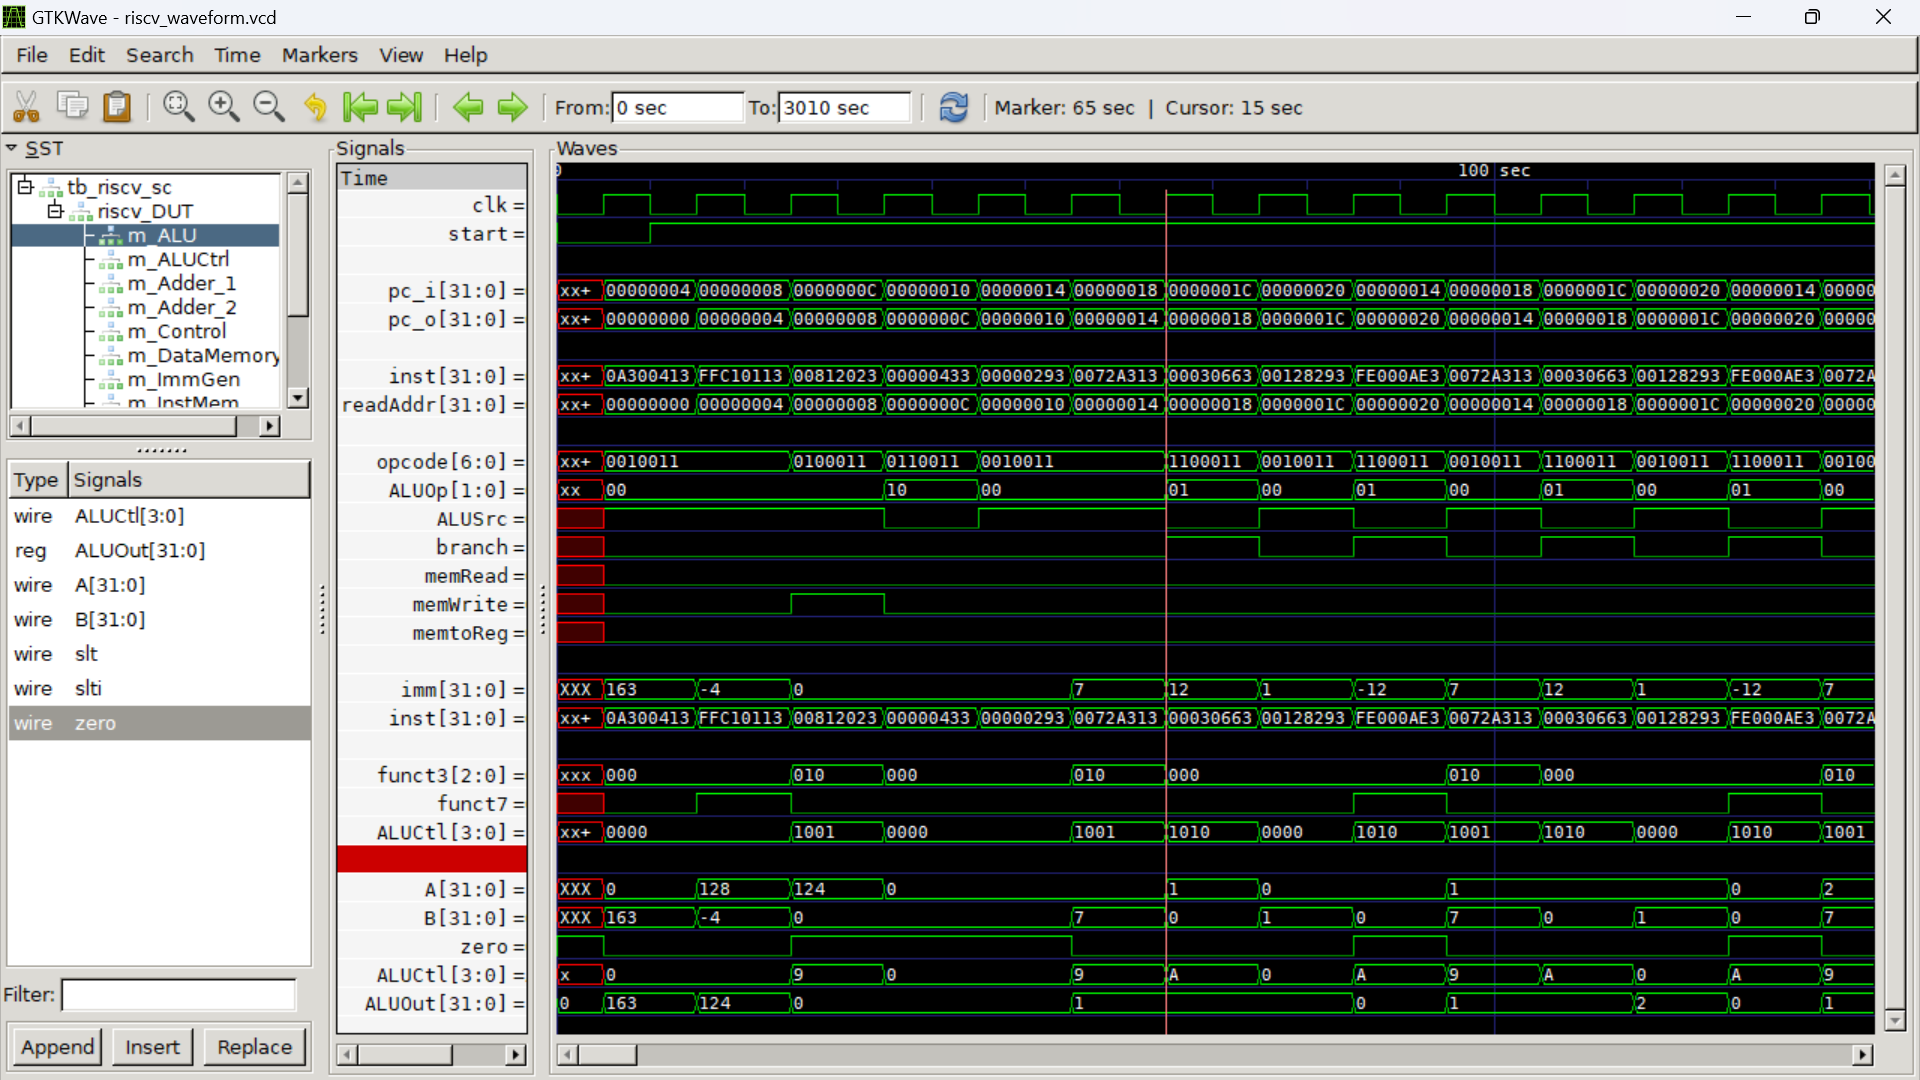 GTKWave - riscv_waveform.vcd
File Edit Search Time Markers View Help
From: 0 sec To: 3010 sec Marker: 65 sec | Cursor: 15 sec
SST
tb_riscv_sc
riscv_DUT
m_ALU
m_ALUCtrl
m_Adder_1
m_Adder_2
m_Control
m_DataMemory
m_ImmGen
m_InstMem
Type Signals
wire ALUCtl[3:0]
reg ALUOut[31:0]
wire A[31:0]
wire B[31:0]
wire slt
wire slti
wire zero
Filter:
Append Insert Replace
Signals
Waves
Time 100 sec
clk=
start=
pc_i[31:0]= xx+ 00000004 00000008 0000000C 00000010 00000014 00000018 0000001C 00000020 00000014 00000018 0000001C 00000020 00000014 00000
pc_o[31:0]= xx+ 00000000 00000004 00000008 0000000C 00000010 00000014 00000018 0000001C 00000020 00000014 00000018 0000001C 00000020 00000
inst[31:0]= xx+ 0A300413 FFC10113 00812023 00000433 00000293 0072A313 00030663 00128293 FE000AE3 0072A313 00030663 00128293 FE000AE3 0072A
readAddr[31:0]= xx+ 00000000 00000004 00000008 0000000C 00000010 00000014 00000018 0000001C 00000020 00000014 00000018 0000001C 00000020 00000
opcode[6:0]= xx+ 0010011 0100011 0110011 0010011 1100011 0010011 1100011 0010011 1100011 0010011 1100011 00100
ALUOp[1:0]= xx 00 10 00 01 00 01 00 01 00 01 00
ALUSrc=
branch=
memRead=
memWrite=
memtoReg=
imm[31:0]= XXX 163 -4 0 7 12 1 -12 7 12 1 -12 7
inst[31:0]= xx+ 0A300413 FFC10113 00812023 00000433 00000293 0072A313 00030663 00128293 FE000AE3 0072A313 00030663 00128293 FE000AE3 0072A
funct3[2:0]= xxx 000 010 000 010 000 010 000 010
funct7=
ALUCtl[3:0]= xx+ 0000 1001 0000 1001 1010 0000 1010 1001 1010 0000 1010 1001
A[31:0]= XXX 0 128 124 0 1 0 1 0 2
B[31:0]= XXX 163 -4 0 7 0 1 0 7 0 1 0 7
zero=
ALUCtl[3:0]= x 0 9 0 9 A 0 A 9 A 0 A 9
ALUOut[31:0]= 0 163 124 0 1 0 1 2 0 1